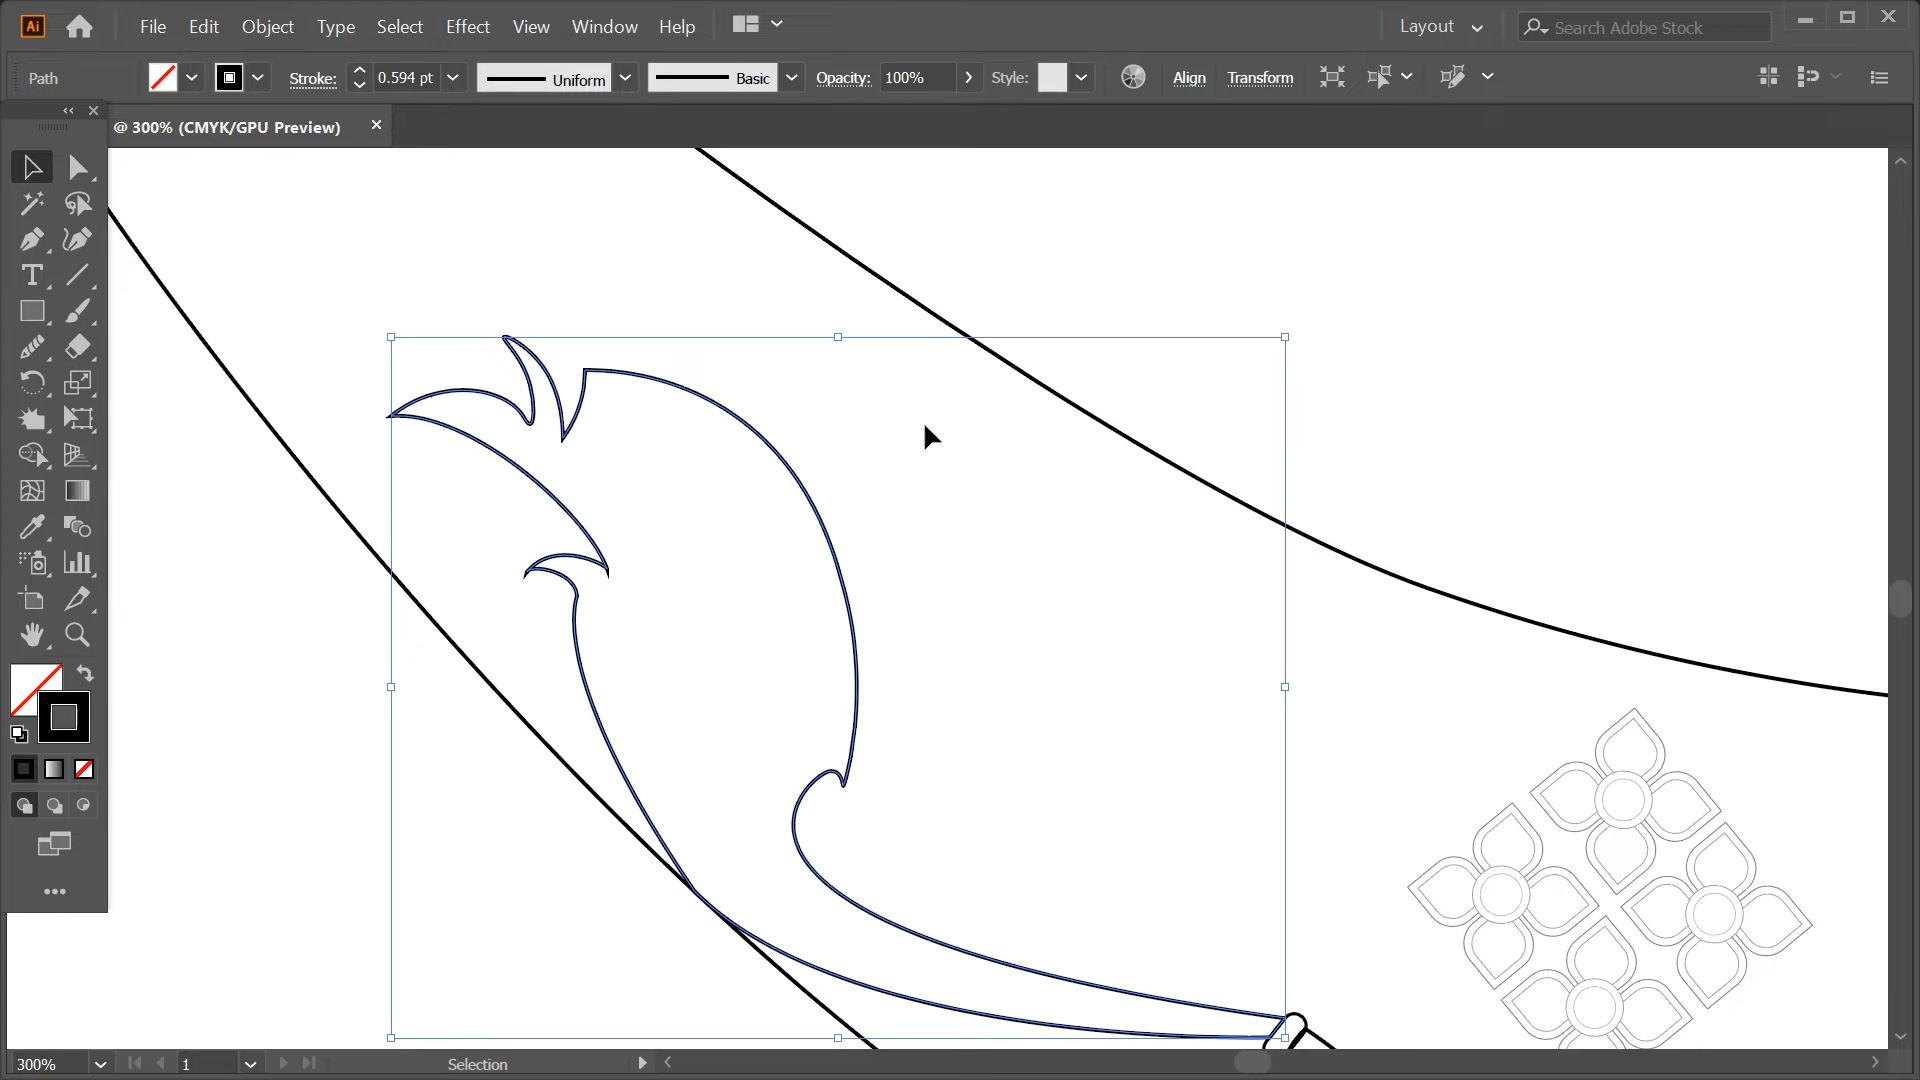 Ai File Edit Object Type Select Effect View Window Help Layout Search Adobe Stock
Path Stroke: 0.594 pt Uniform Basic Opacity: 100% Style: Align Transform
@ 300% (CMYK/GPU Preview)
T
300% 1 Selection